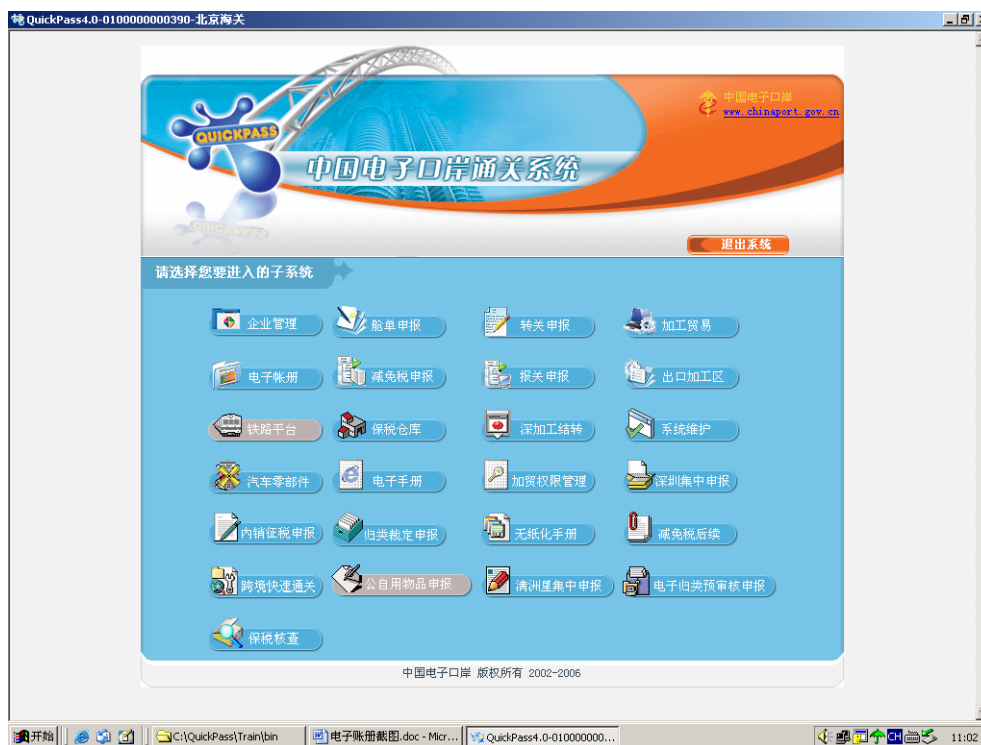 QuickPass4.0-0100000000390-北京海关
中国电子口岸
www.chinaport.gov.cn
QUICKPASS
中国电子口岸通关系统
退出系统
请选择您要进入的子系统
企业管理 舱单申报 转关申报 加工贸易
电子帐册 减免税申报 报关申报 出口加工区
铁路平台 保税仓库 深加工结转 系统维护
汽车零部件 电子手册 加贸权限管理 深圳集中申报
内销征税申报 归类裁定申报 无纸化手册 减免税后续
跨境快速通关 公自用物品申报 满洲里集中申报 电子归类预审核申报
保税核查
中国电子口岸 版权所有 2002-2006
开始 C:\QuickPass\Train\bin 电子账册截图.doc - Micr... QuickPass4.0-010000000... CH 11:02